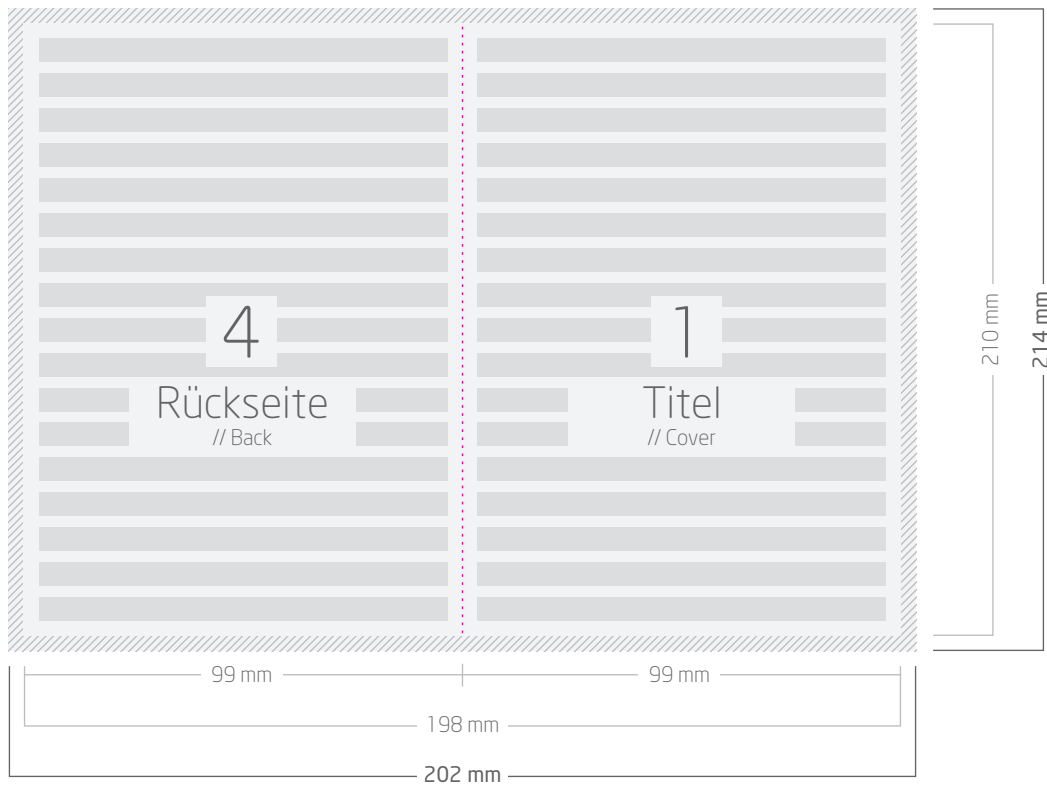 4
Rückseite
// Back
1
Titel
// Cover
210 mm
214 mm
99 mm
99 mm
198 mm
202 mm